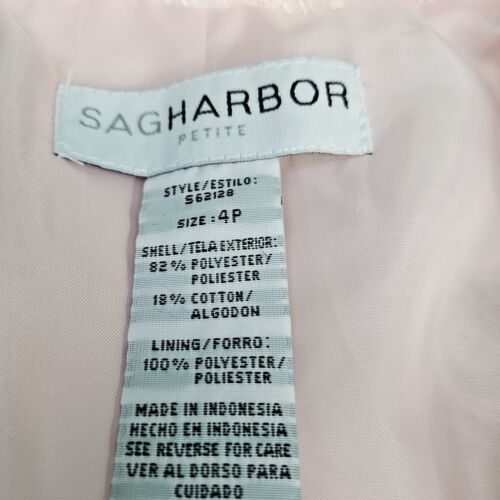 SAGHARBOR
PETITE
STYLE/ESTILO:
S62128
SIZE: 4P
SHELL/TELA EXTERIOR:
82% POLYESTER/
POLIESTER
18% COTTON/
ALGODON
LINING/FORRO:
100% POLYESTER/
POLIESTER
MADE IN INDONESIA
HECHO EN INDONESIA
SEE REVERSE FOR CARE
VER AL DORSO PARA
CUIDADO